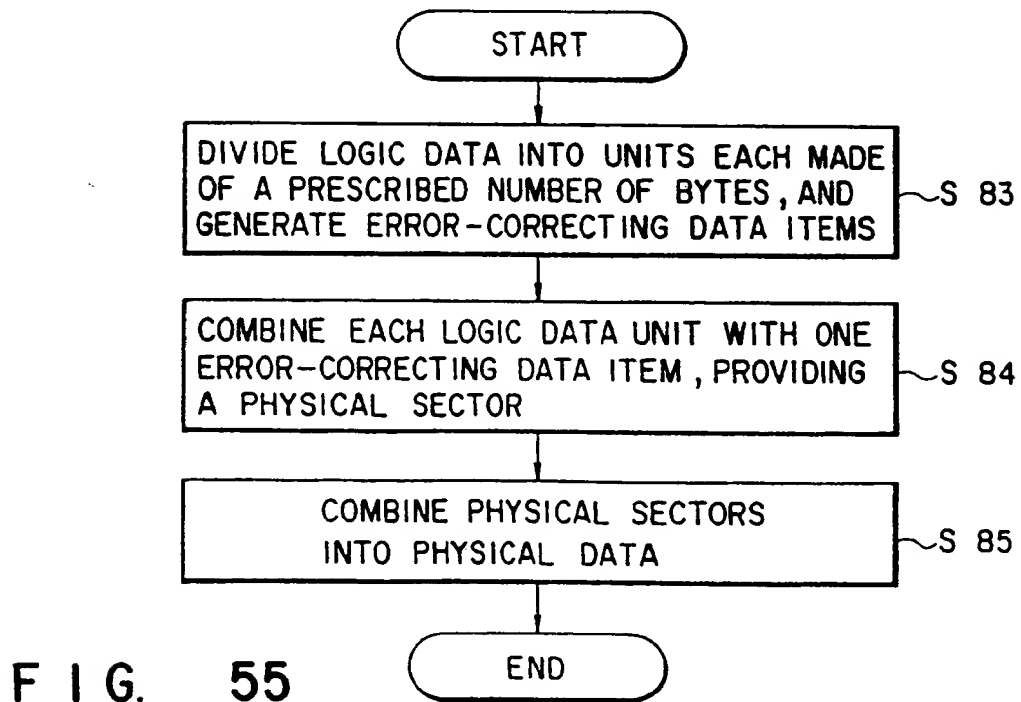 START
DIVIDE LOGIC DATA INTO UNITS EACH MADE
OF A PRESCRIBED NUMBER OF BYTES, AND
GENERATE ERROR-CORRECTING DATA ITEMS
S 83
COMBINE EACH LOGIC DATA UNIT WITH ONE
ERROR-CORRECTING DATA ITEM, PROVIDING
A PHYSICAL SECTOR
S 84
COMBINE PHYSICAL SECTORS
INTO PHYSICAL DATA
S 85
END
FIG. 55